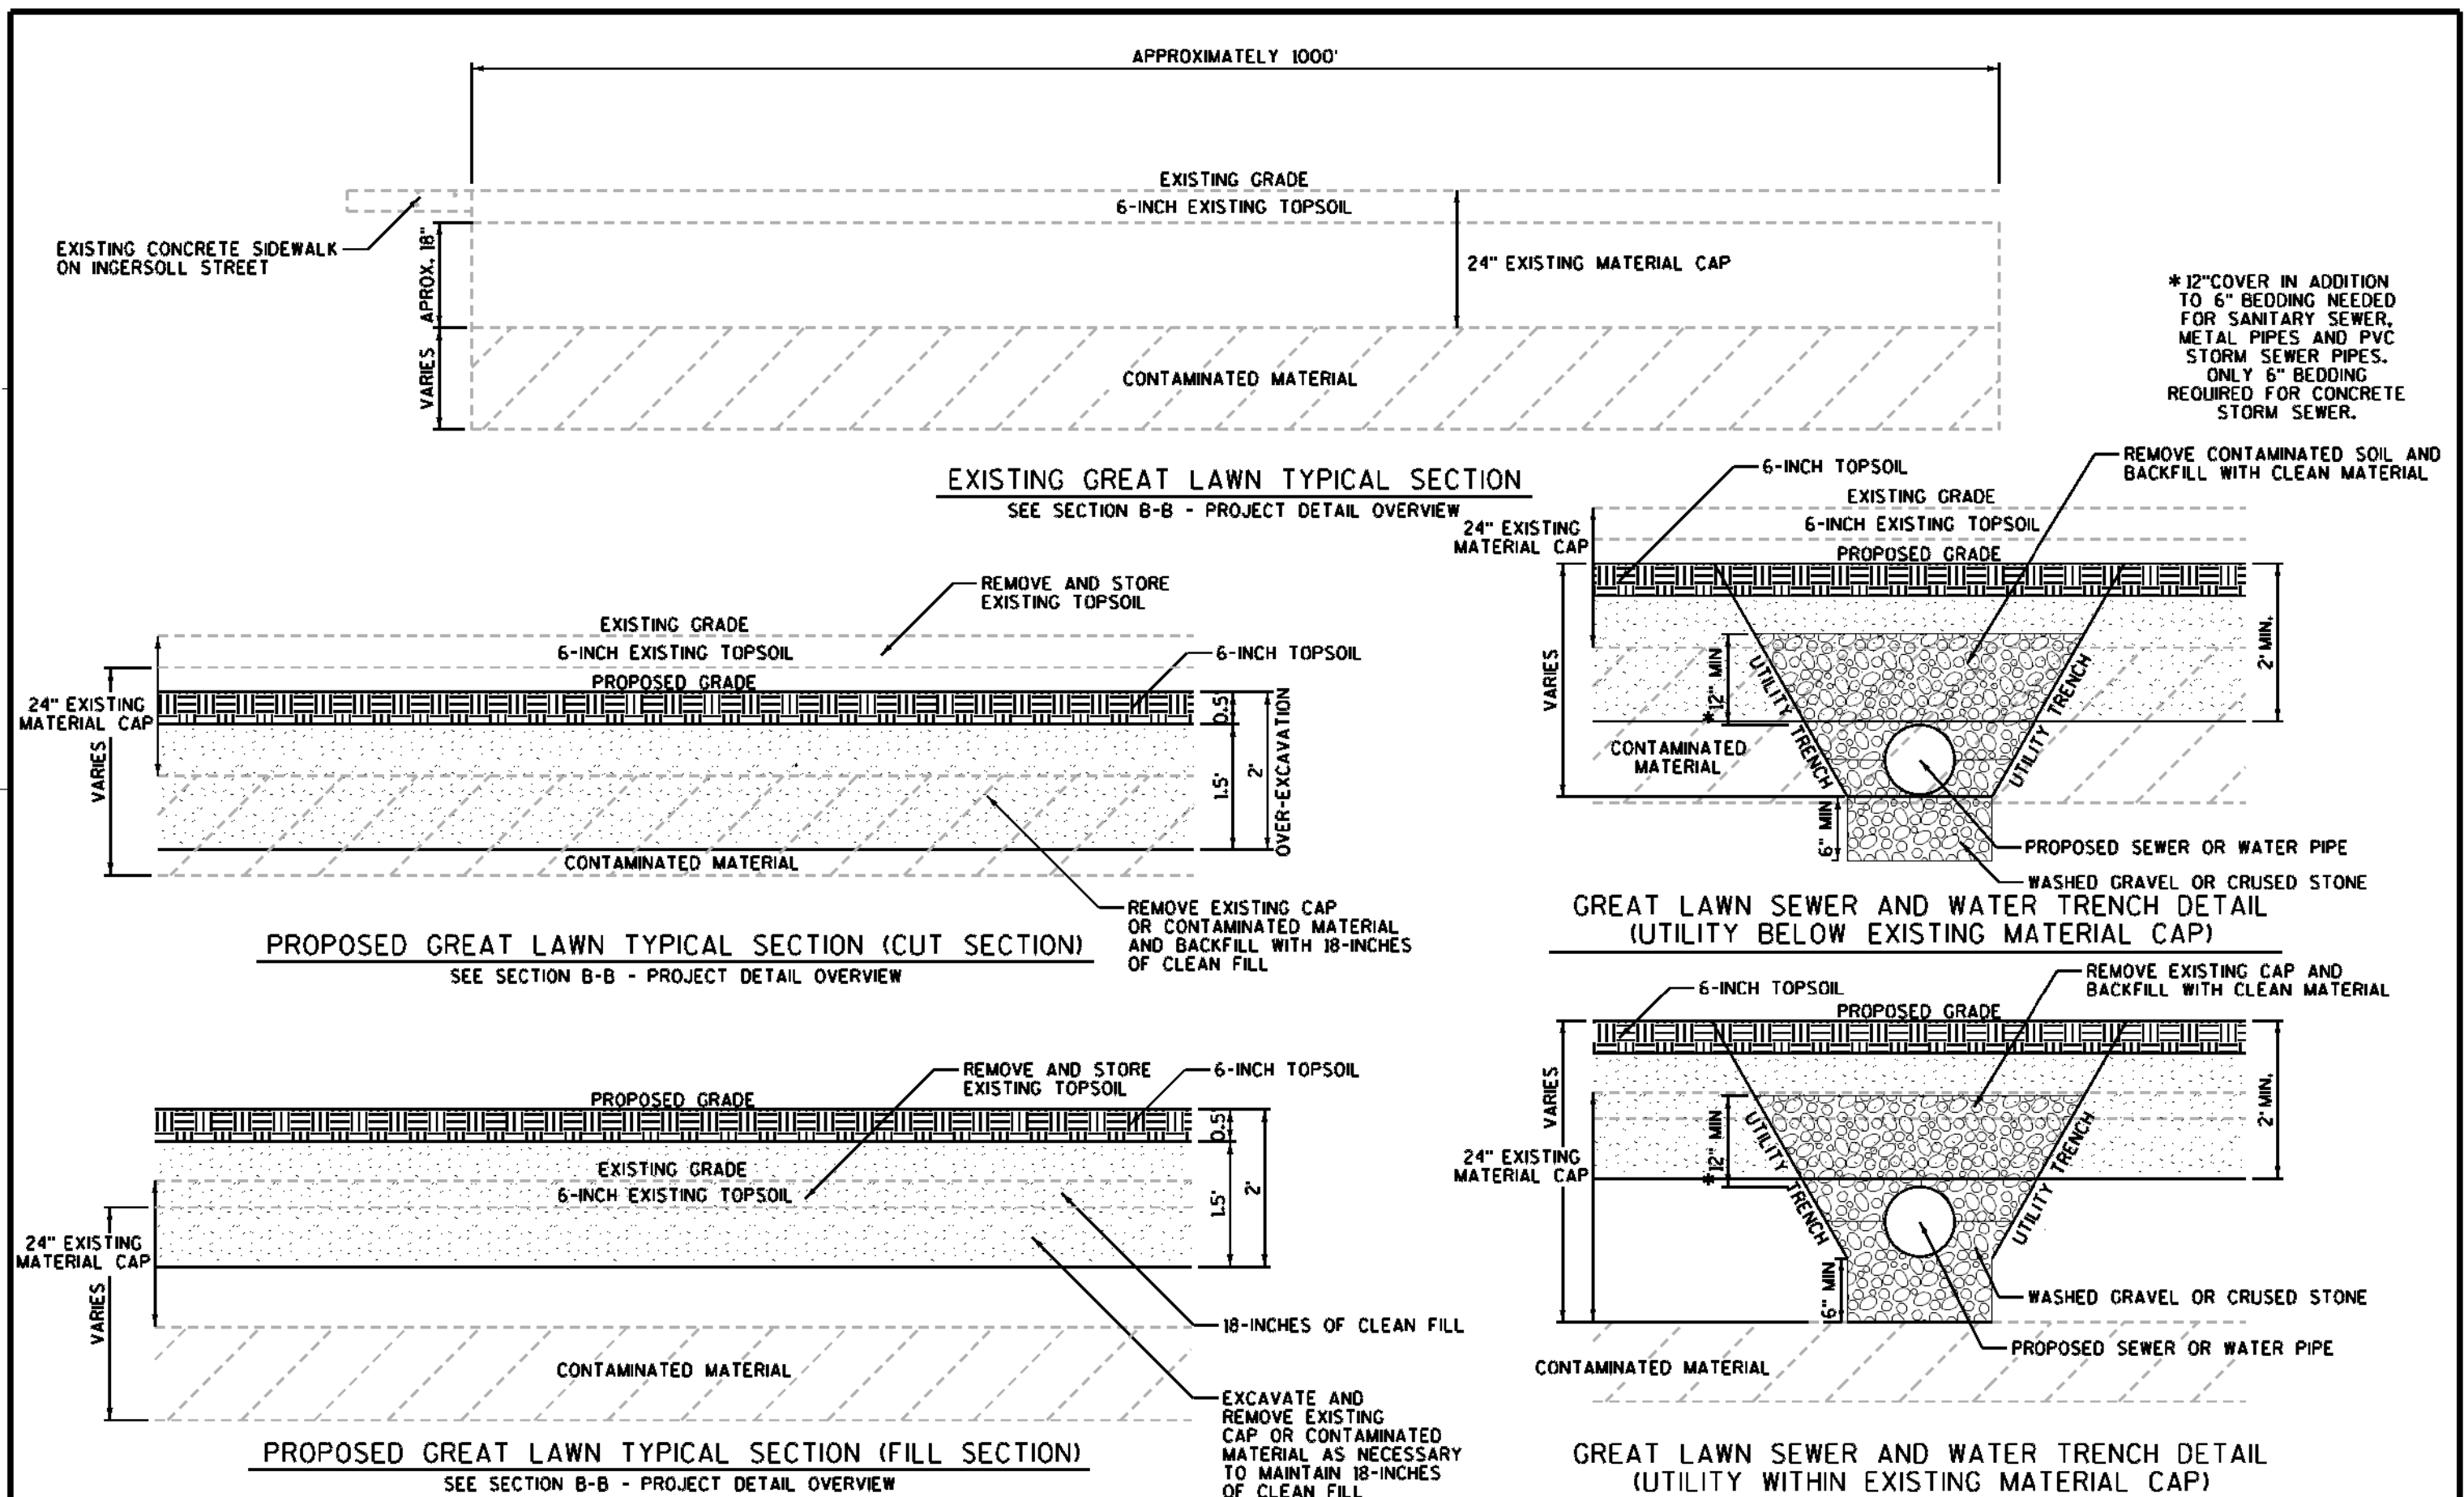 APPROXIMATELY 1000'
EXISTING GRADE
6-INCH EXISTING TOPSOIL
EXISTING CONCRETE SIDEWALK
ON INGERSOLL STREET
APROX. 18"
VARIES
24" EXISTING MATERIAL CAP
CONTAMINATED MATERIAL
EXISTING GREAT LAWN TYPICAL SECTION
SEE SECTION B-B - PROJECT DETAIL OVERVIEW
* 12"COVER IN ADDITION
TO 6" BEDDING NEEDED
FOR SANITARY SEWER,
METAL PIPES AND PVC
STORM SEWER PIPES.
ONLY 6" BEDDING
REQUIRED FOR CONCRETE
STORM SEWER.
REMOVE AND STORE
EXISTING TOPSOIL
EXISTING GRADE
6-INCH EXISTING TOPSOIL
6-INCH TOPSOIL
PROPOSED GRADE
24" EXISTING
MATERIAL CAP
VARIES
0.5'
1.5'
2'
OVER-EXCAVATION
CONTAMINATED MATERIAL
REMOVE EXISTING CAP
OR CONTAMINATED MATERIAL
AND BACKFILL WITH 18-INCHES
OF CLEAN FILL
PROPOSED GREAT LAWN TYPICAL SECTION (CUT SECTION)
SEE SECTION B-B - PROJECT DETAIL OVERVIEW
6-INCH TOPSOIL
REMOVE CONTAMINATED SOIL AND
BACKFILL WITH CLEAN MATERIAL
EXISTING GRADE
6-INCH EXISTING TOPSOIL
24" EXISTING
MATERIAL CAP
PROPOSED GRADE
VARIES
*12" MIN
UTILITY TRENCH
UTILITY TRENCH
2' MIN.
CONTAMINATED
MATERIAL
6" MIN
PROPOSED SEWER OR WATER PIPE
WASHED GRAVEL OR CRUSED STONE
GREAT LAWN SEWER AND WATER TRENCH DETAIL
(UTILITY BELOW EXISTING MATERIAL CAP)
REMOVE AND STORE
EXISTING TOPSOIL
6-INCH TOPSOIL
PROPOSED GRADE
EXISTING GRADE
6-INCH EXISTING TOPSOIL
24" EXISTING
MATERIAL CAP
VARIES
0.5'
1.5'
2'
18-INCHES OF CLEAN FILL
CONTAMINATED MATERIAL
EXCAVATE AND
REMOVE EXISTING
CAP OR CONTAMINATED
MATERIAL AS NECESSARY
TO MAINTAIN 18-INCHES
OF CLEAN FILL
PROPOSED GREAT LAWN TYPICAL SECTION (FILL SECTION)
SEE SECTION B-B - PROJECT DETAIL OVERVIEW
REMOVE EXISTING CAP AND
BACKFILL WITH CLEAN MATERIAL
6-INCH TOPSOIL
PROPOSED GRADE
VARIES
24" EXISTING
MATERIAL CAP
*12" MIN
UTILITY TRENCH
UTILITY TRENCH
2' MIN.
6" MIN
WASHED GRAVEL OR CRUSED STONE
PROPOSED SEWER OR WATER PIPE
CONTAMINATED MATERIAL
GREAT LAWN SEWER AND WATER TRENCH DETAIL
(UTILITY WITHIN EXISTING MATERIAL CAP)